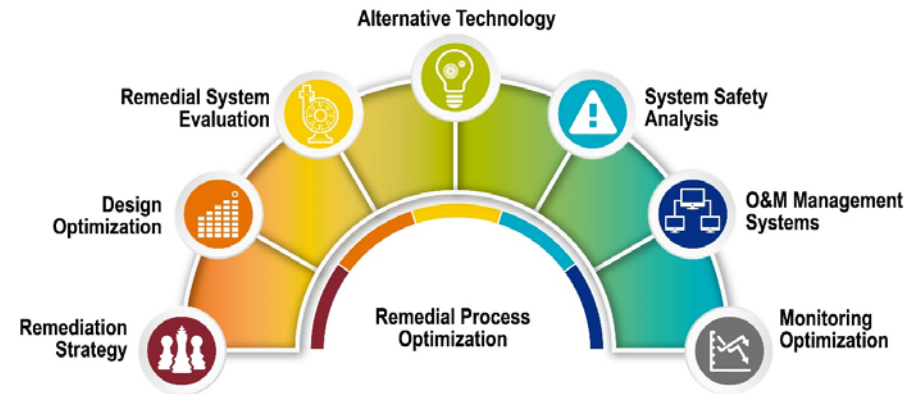 Alternative Technology
Remedial System
Evaluation
System Safety
Analysis
Design
Optimization
O&M Management
Systems
Remediation
Strategy
Remedial Process
Optimization
Monitoring
Optimization